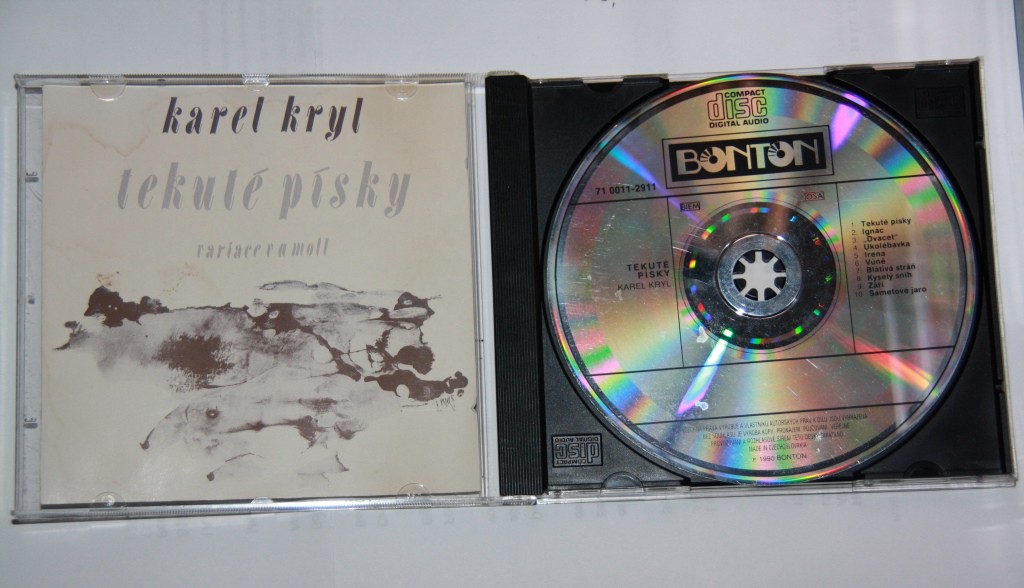 karel kryl
tekuté písky
variace v a moll
COMPACT
disc
DIGITAL AUDIO
BONTON
71 0011-2911
BIEM
OSA
TEKUTÉ
PÍSKY
KAREL KRYL
1 Tekuté písky
2. Ignác
3 „Dvacet“
4 Ukolébavka
5 Irena
6 Vůně
7 Blátivá stráň
8 Kyselý sníh
9 Září
10 Sametové jaro
MADE IN CZECHOSLOVAKIA
℗ 1990 BONTON
COMPACT
disc
DIGITAL AUDIO